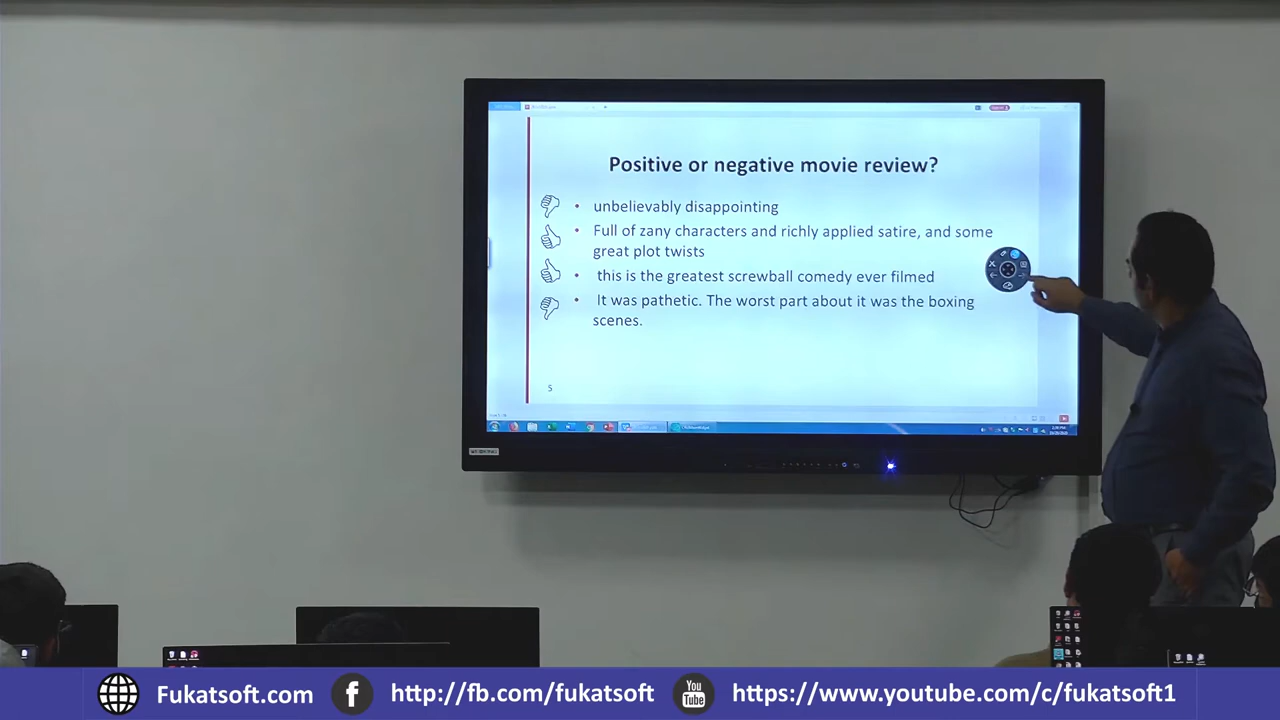 Positive or negative movie review?
• unbelievably disappointing
• Full of zany characters and richly applied satire, and some
great plot twists
• this is the greatest screwball comedy ever filmed
• It was pathetic. The worst part about it was the boxing
scenes.
5
Fukatsoft.com
http://fb.com/fukatsoft
You
Tube
https://www.youtube.com/c/fukatsoft1